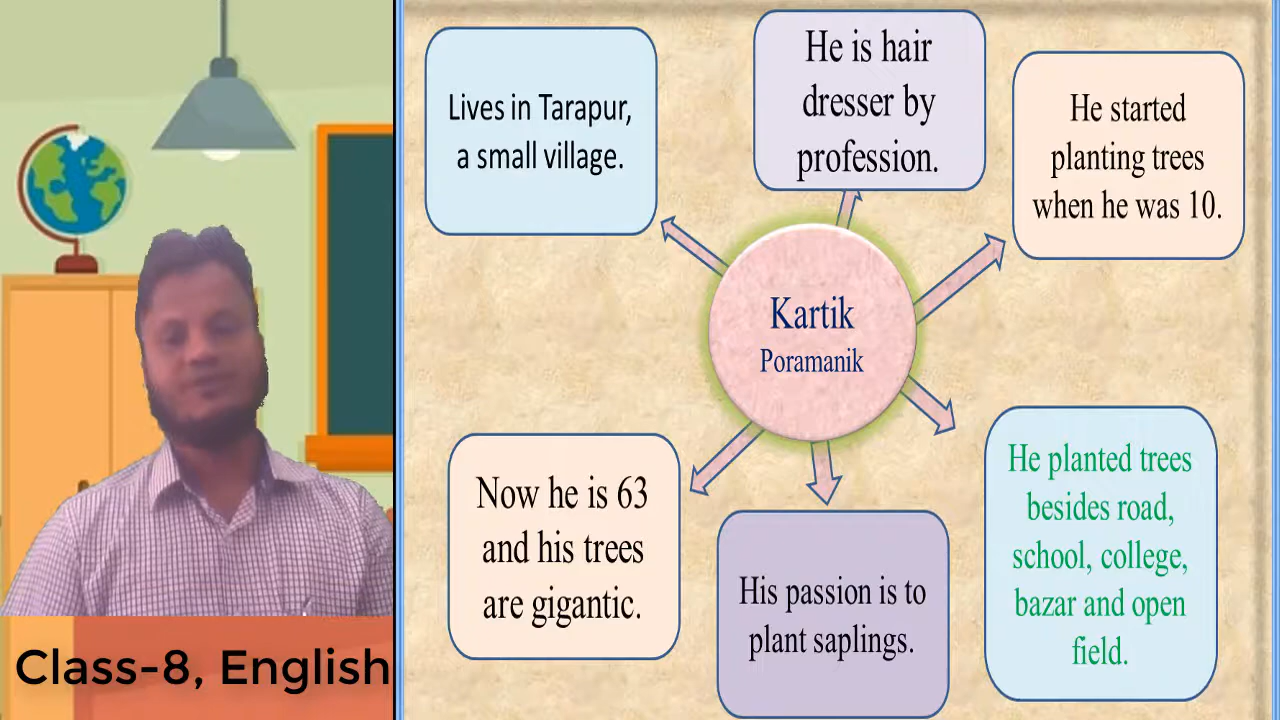 Lives in Tarapur,
a small village.
He is hair
dresser by
profession.
He started
planting trees
when he was 10.
Kartik
Poramanik
Now he is 63
and his trees
are gigantic.
His passion is to
plant saplings.
He planted trees
besides road,
school, college,
bazar and open
field.
Class-8, English